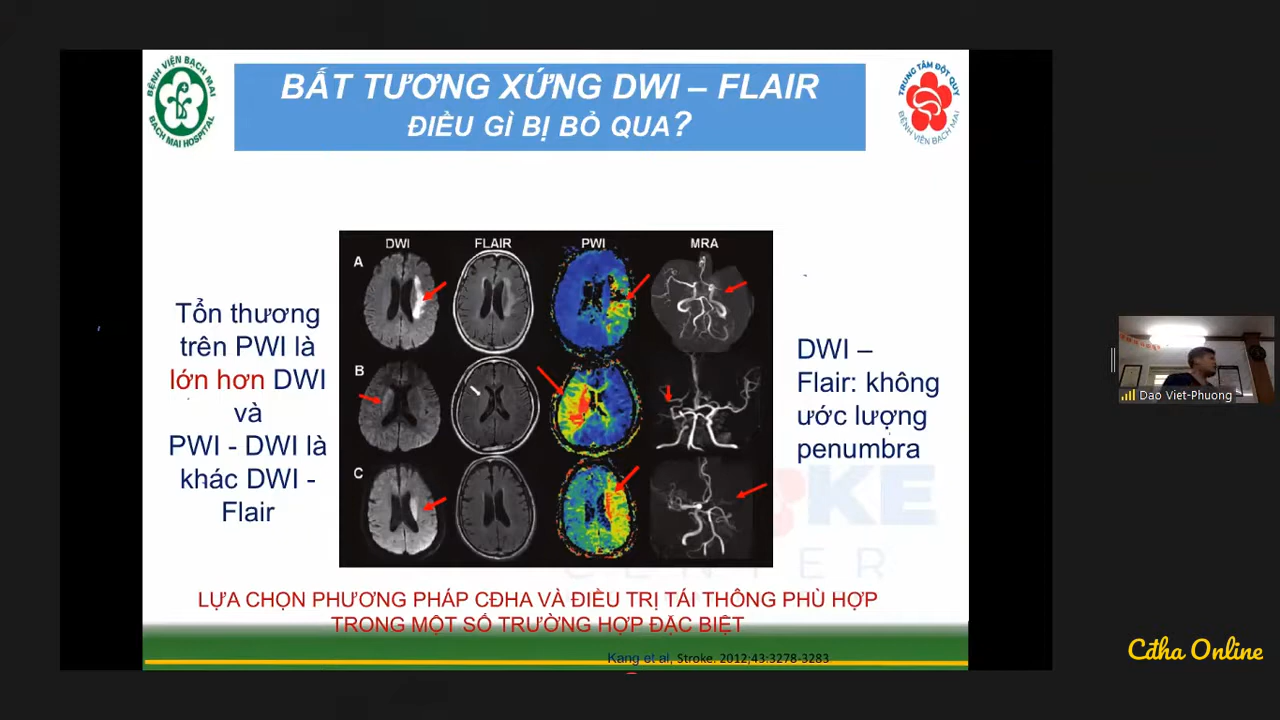 BỆNH VIỆN BẠCH MAI
BACH MAI HOSPITAL
BẤT TƯƠNG XỨNG DWI – FLAIR
ĐIỀU GÌ BỊ BỎ QUA?
TRUNG TÂM ĐỘT QUỴ
BỆNH VIỆN BẠCH MAI
DWI FLAIR PWI MRA
A
B
C
Tổn thương
trên PWI là
lớn hơn DWI
và
PWI - DWI là
khác DWI -
Flair
DWI –
Flair: không
ước lượng
penumbra
KE
CENTER
LỰA CHỌN PHƯƠNG PHÁP CĐHA VÀ ĐIỀU TRỊ TÁI THÔNG PHÙ HỢP
TRONG MỘT SỐ TRƯỜNG HỢP ĐẶC BIỆT
Kang et al, Stroke. 2012;43:3278-3283
Dao Viet-Phuong
Cđha Online